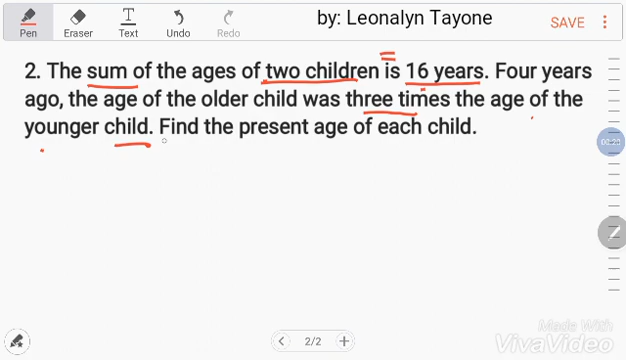 by: Leonalyn Tayone
SAVE
Pen
Eraser
Text
Undo
Redo
2. The sum of the ages of two children is 16 years. Four years
ago, the age of the older child was three times the age of the
younger child. Find the present age of each child.
2/2
Made With
VivaVideo